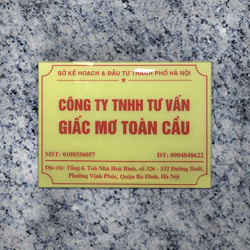 SỞ KẾ HOẠCH & ĐẦU TƯ THÀNH PHỐ HÀ NỘI
CÔNG TY TNHH TƯ VẤN
GIẤC MƠ TOÀN CẦU
MST: 0108556057
ĐT: 0904848622
Địa chỉ: Tầng 6, Toà Nhà Hoà Bình, số 326 - 332 Đường Bưởi,
Phường Vĩnh Phúc, Quận Ba Đình, Hà Nội